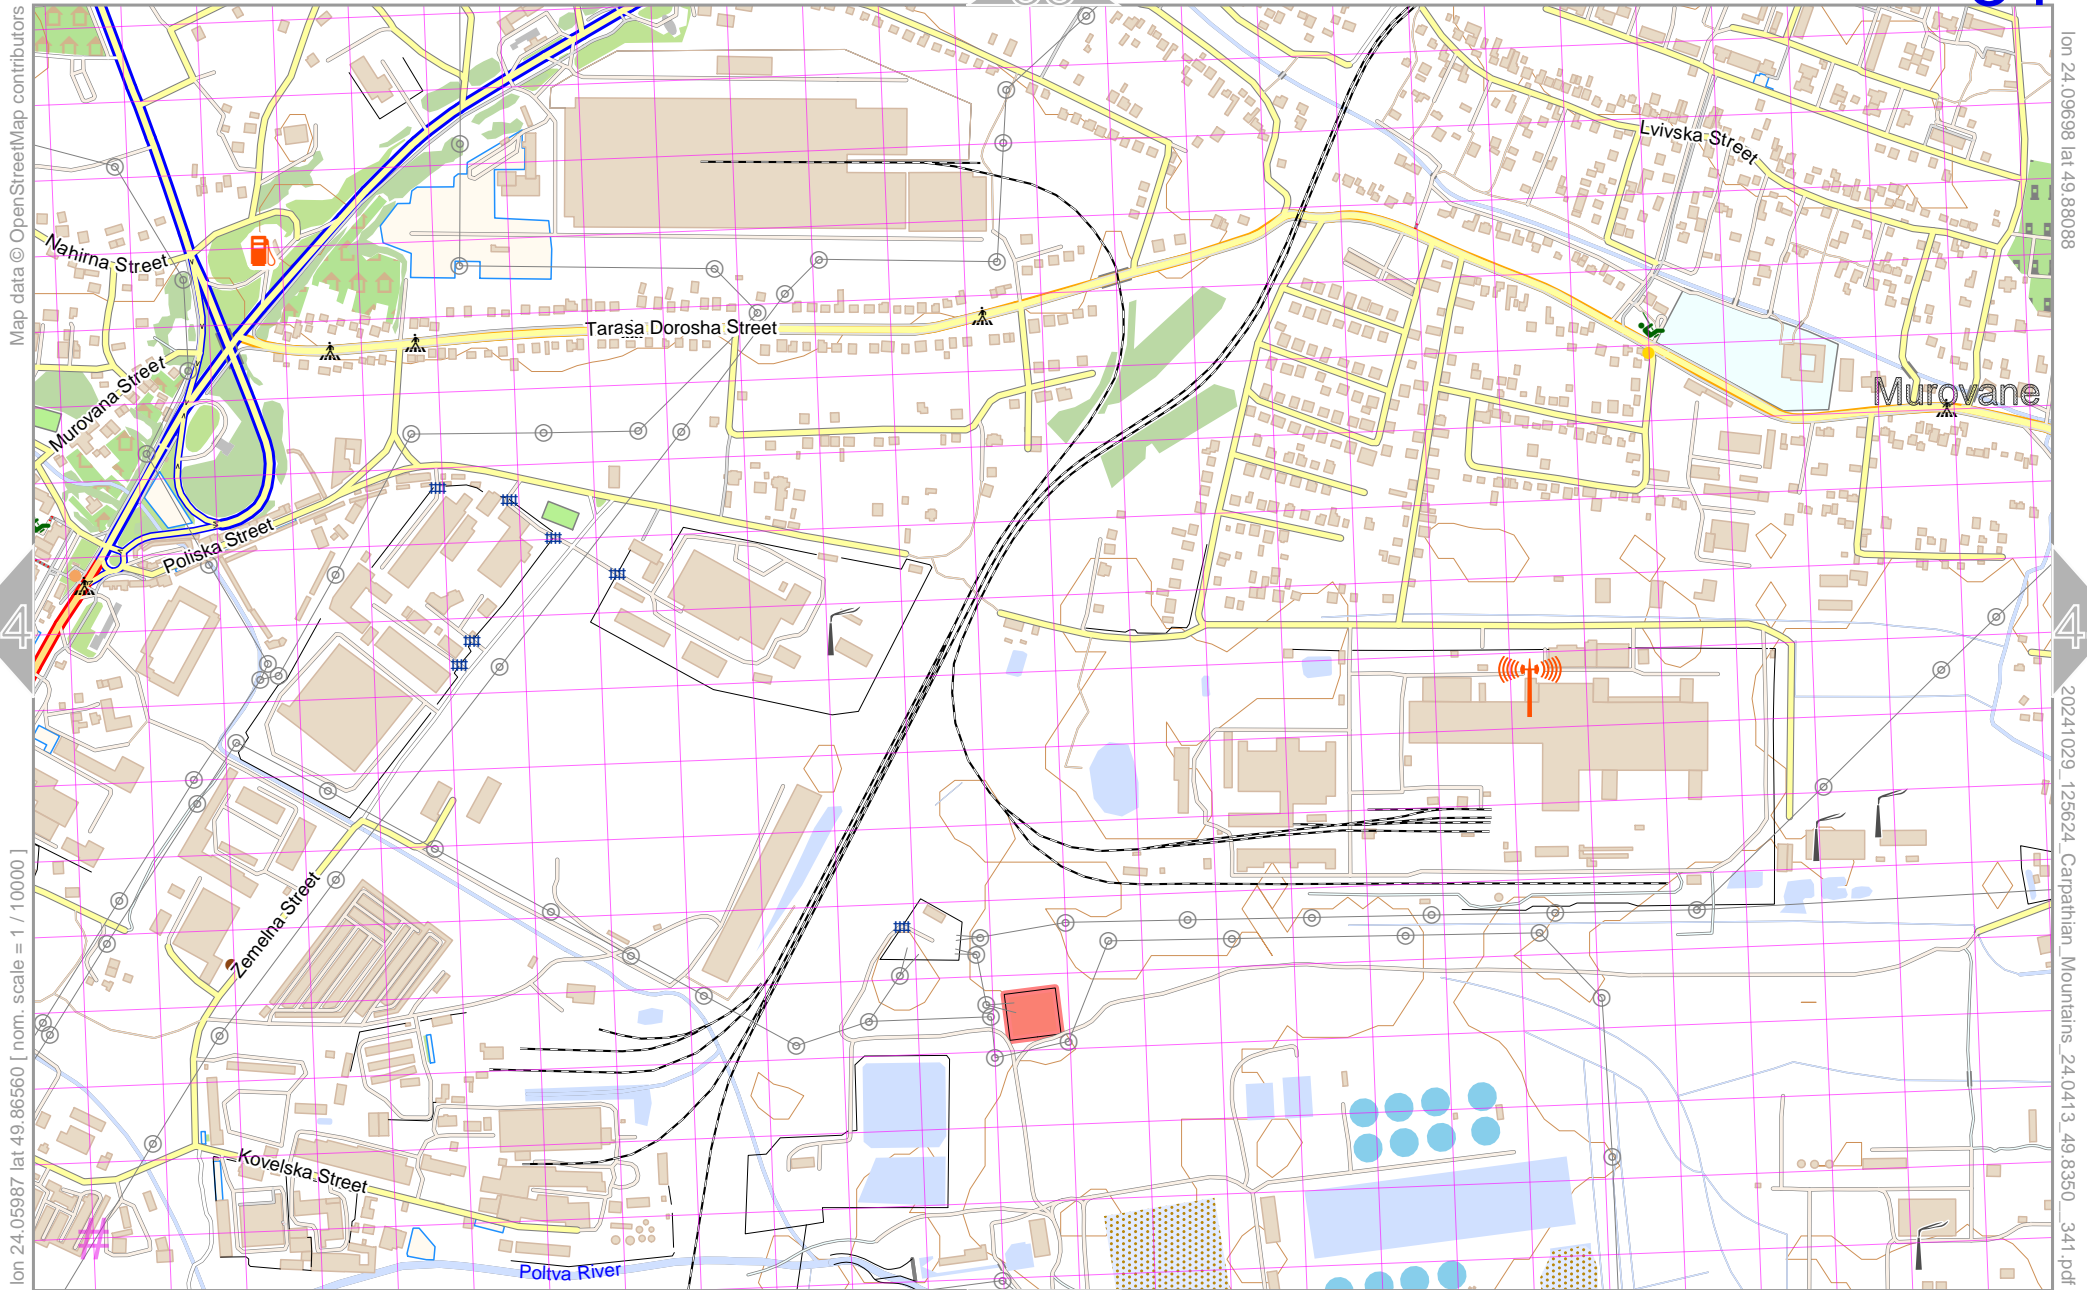 Map data © OpenStreetMap contributors
lon 24.09698 lat 49.88088
Lvivska Street
Nahirna Street
Tarasa Dorosha Street
Murovana Street
Murovane
Poliska Street
4
4
Zemelna Street
Kovelska Street
Poltva River
lon 24.05987 lat 49.86560 [ nom. scale = 1 / 10000 ]
20241029_125624_Carpathian_Mountains_24.0413_49.8350__341.pdf